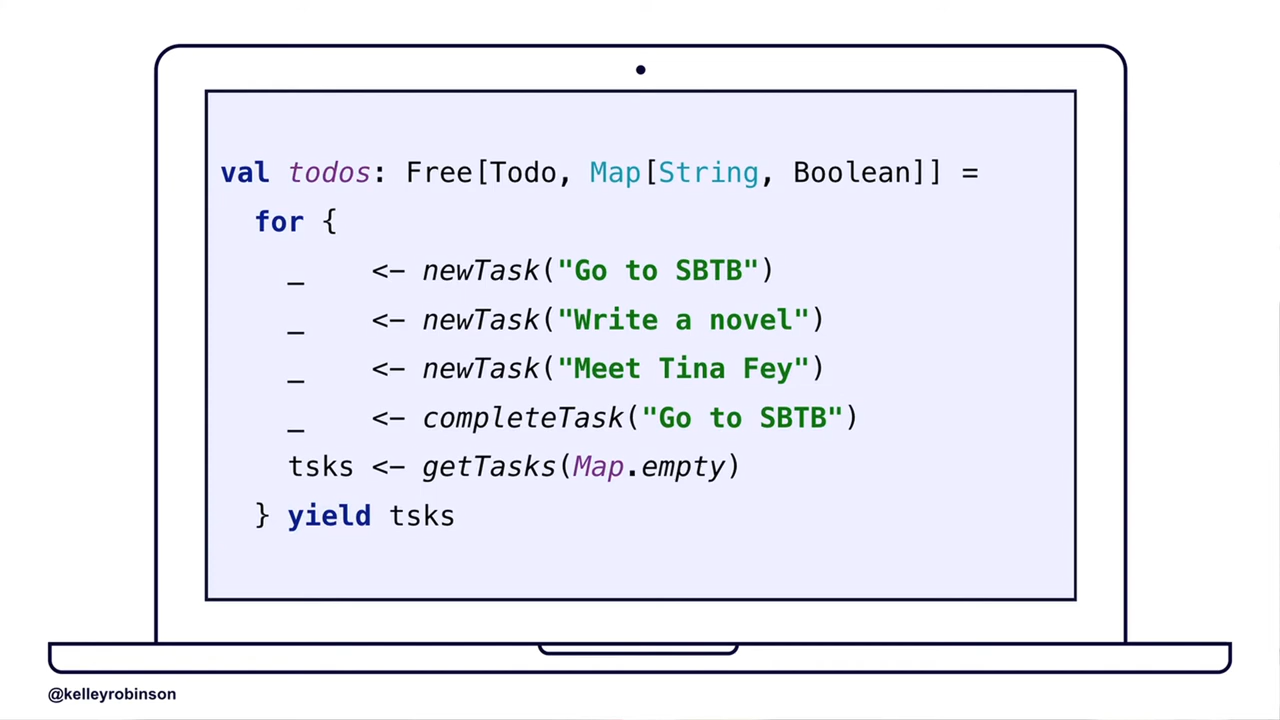 val todos: Free[Todo, Map[String, Boolean]] =
for {
_ <- newTask("Go to SBTB")
_ <- newTask("Write a novel")
_ <- newTask("Meet Tina Fey")
_ <- completeTask("Go to SBTB")
tsks <- getTasks(Map.empty)
} yield tsks
@kelleyrobinson